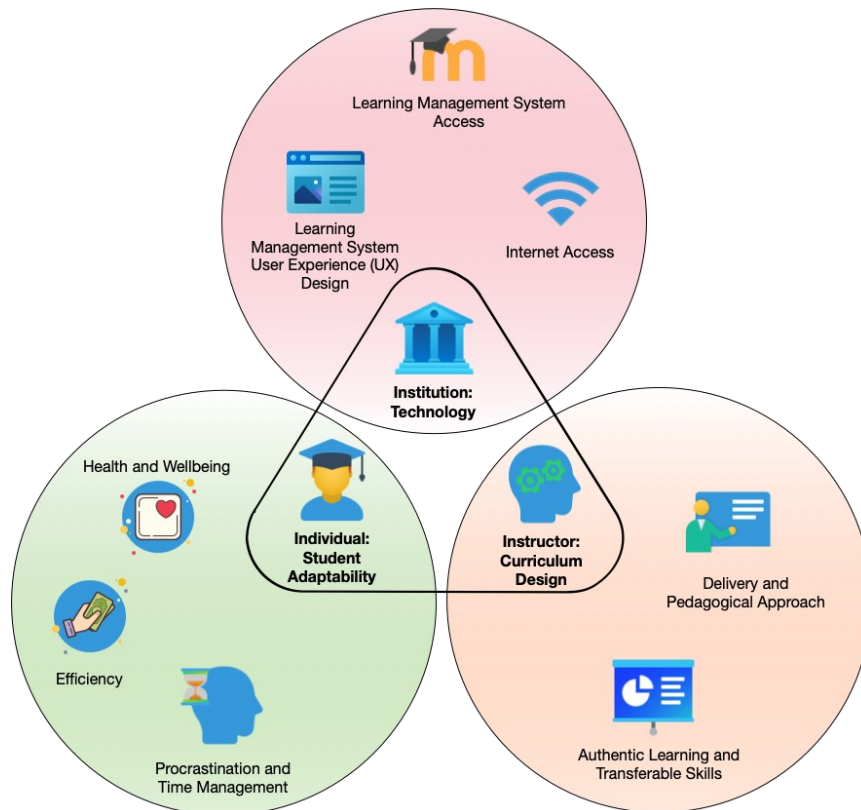 Learning Management System
Access
Learning
Management System
User Experience (UX)
Design
Internet Access
Institution:
Technology
Health and Wellbeing
Individual:
Student
Adaptability
Efficiency
Procrastination and
Time Management
Instructor:
Curriculum
Design
Delivery and
Pedagogical Approach
Authentic Learning and
Transferable Skills